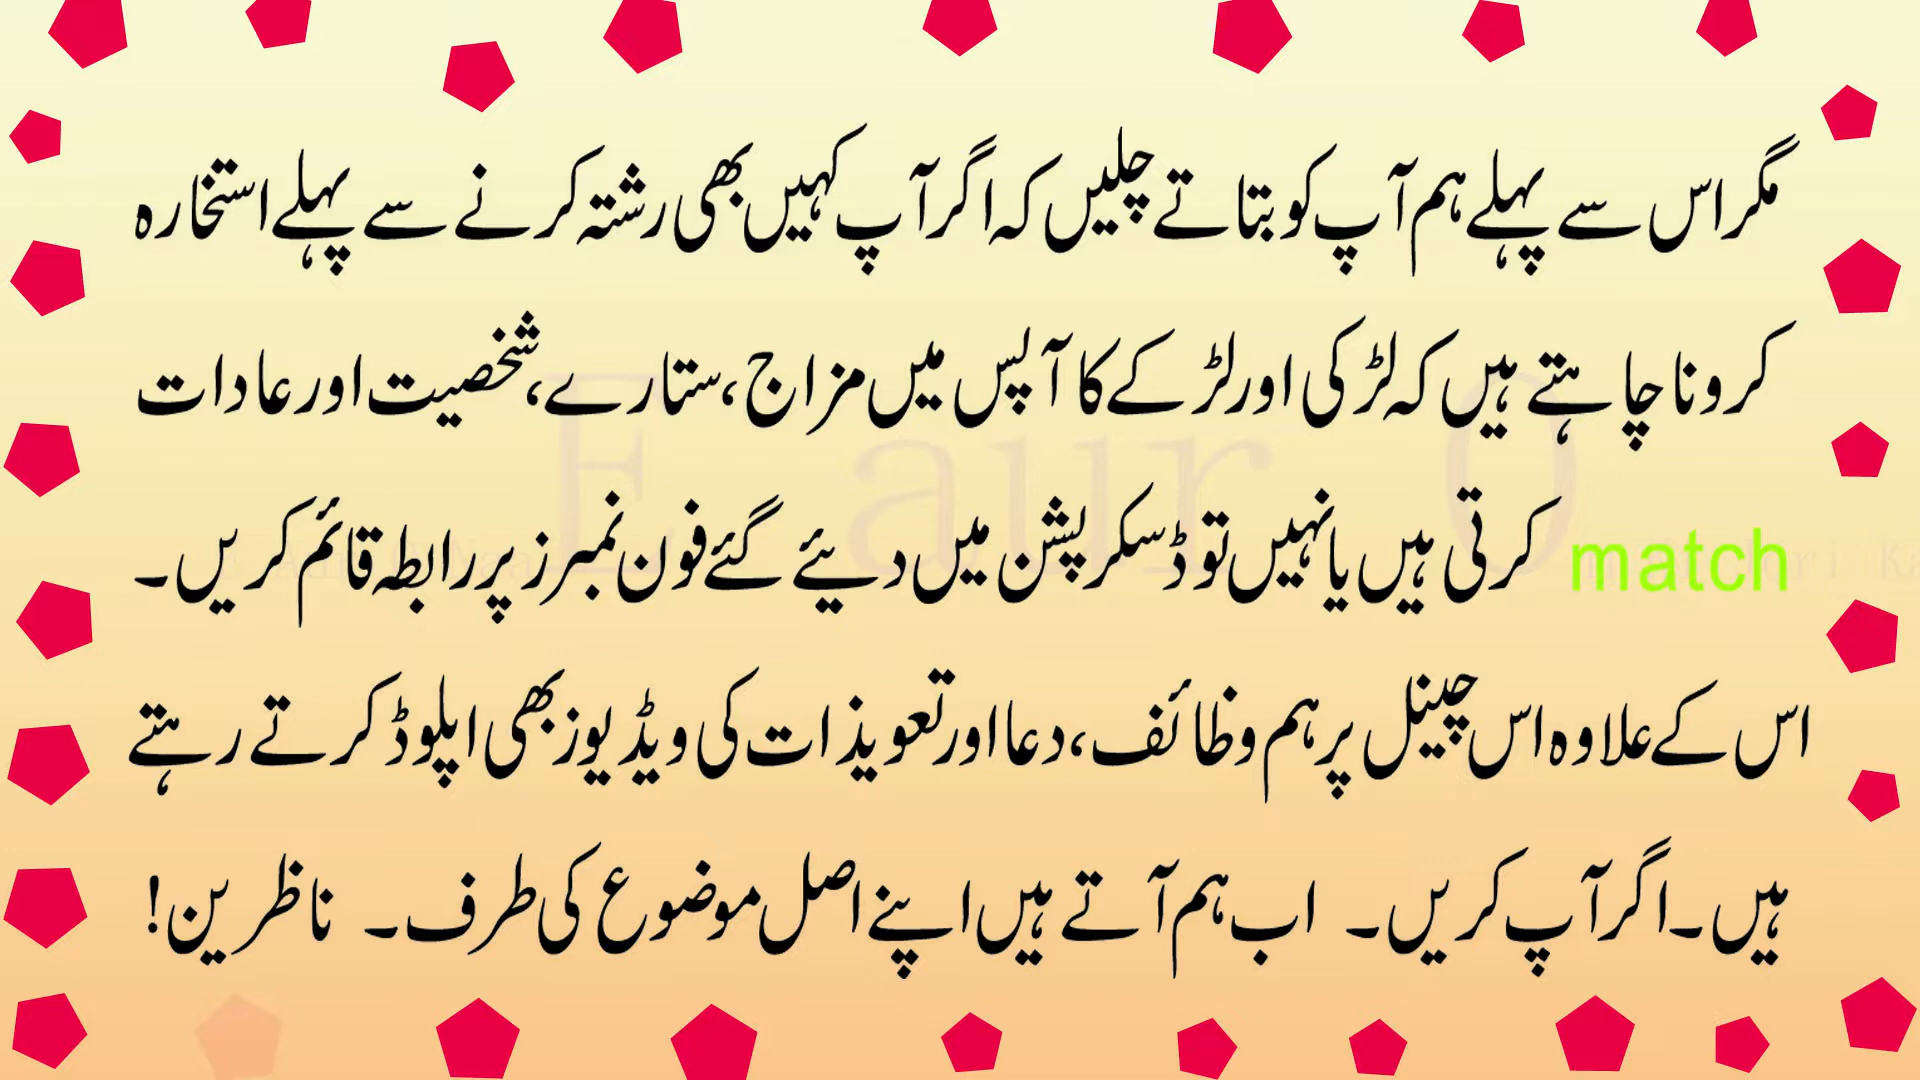 مگر اس سے پہلے ہم آپ کو بتاتے چلیں کہ اگر آپ کہیں بھی رشتہ کرنے سے پہلے استخارہ
کرونا چاہتے ہیں کہ لڑکی اور لڑکے کا آپس میں مزاج، ستارے، شخصیت اور عادات
match کرتی ہیں یا نہیں تو ڈسکرپشن میں دیئے گئے فون نمبرز پر رابطہ قائم کریں۔
اس کے علاوہ اس چینل پر ہم وظائف، دعا اور تعویذات کی ویڈیوز بھی اپلوڈ کرتے رہتے
ہیں۔ اگر آپ کریں۔ اب ہم آتے ہیں اپنے اصل موضوع کی طرف۔ ناظرین!
E aur O